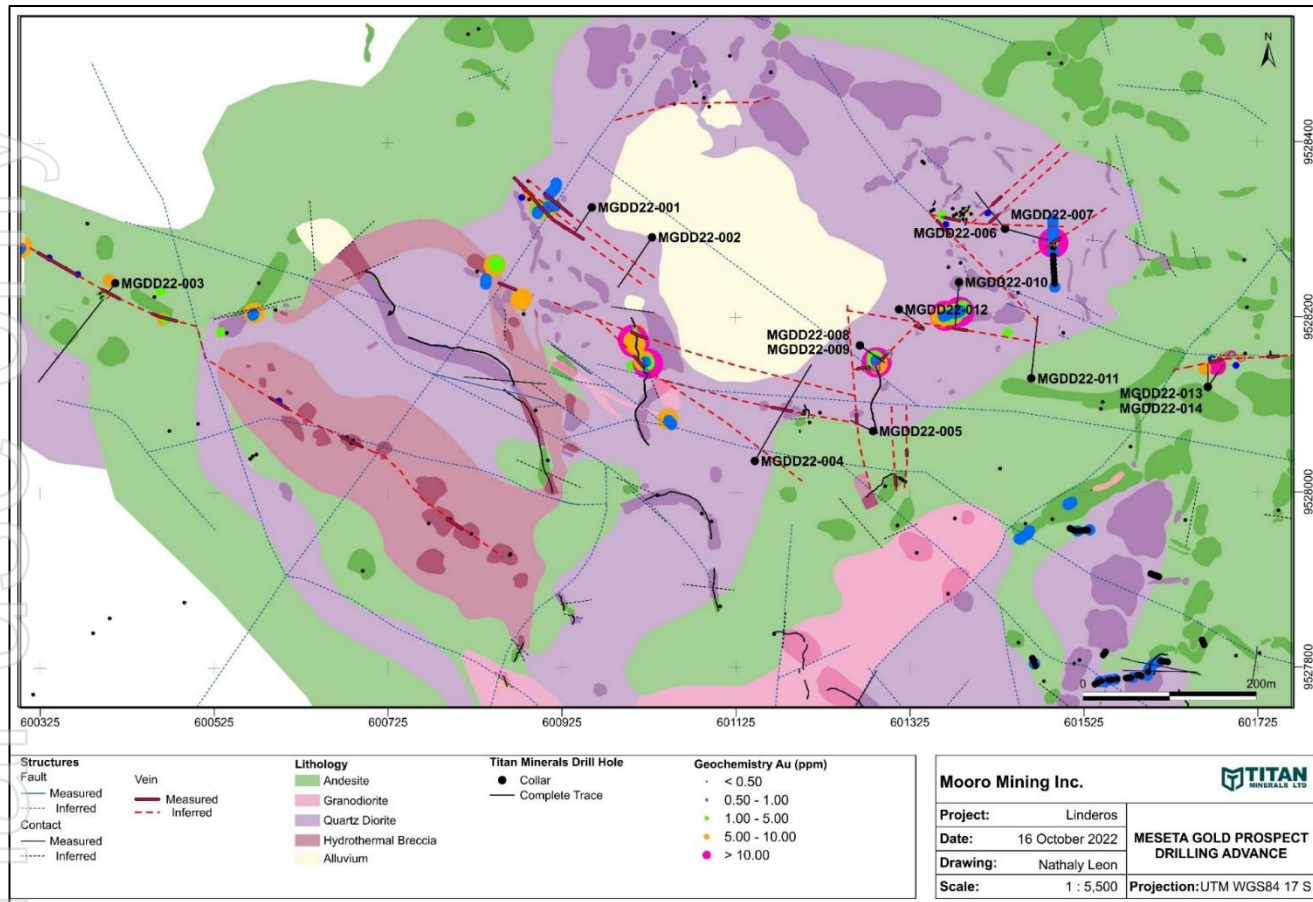 N
MGDD22-001
MGDD22-002
MGDD22-003
MGDD22-004
MGDD22-005
MGDD22-006
MGDD22-007
MGDD22-008
MGDD22-009
MGDD22-010
MGDD22-011
MGDD22-012
MGDD22-013
MGDD22-014
9528400
9528200
9528000
9527800
0 200m
600325 600525 600725 600925 601125 601325 601525 601725
Structures
Fault
Measured
Inferred
Contact
Measured
Inferred
Vein
Measured
Inferred
Lithology
Andesite
Granodiorite
Quartz Diorite
Hydrothermal Breccia
Alluvium
Titan Minerals Drill Hole
Collar
Complete Trace
Geochemistry Au (ppm)
< 0.50
0.50 - 1.00
1.00 - 5.00
5.00 - 10.00
> 10.00
Mooro Mining Inc.
TITAN
MINERALS LTD
Project: Linderos
Date: 16 October 2022
Drawing: Nathaly Leon
Scale: 1 : 5,500
MESETA GOLD PROSPECT
DRILLING ADVANCE
Projection:UTM WGS84 17 S